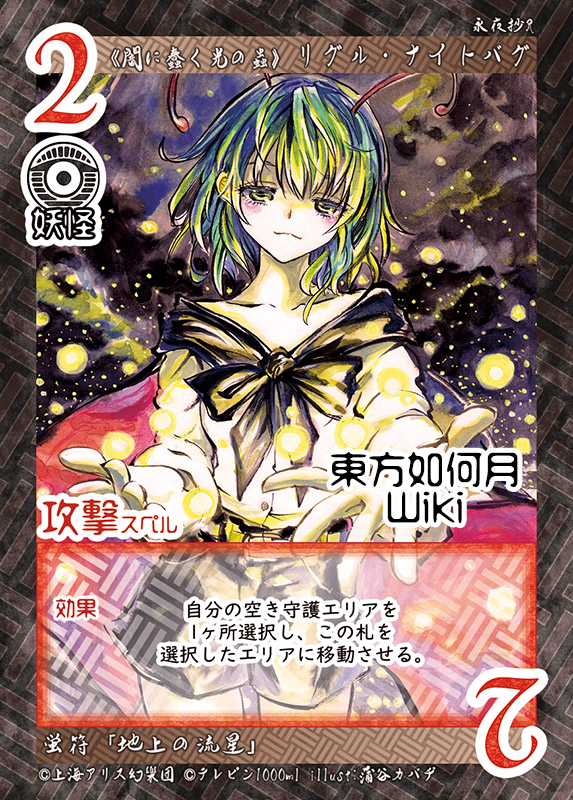 永夜抄
2
《闇に蠢く光の蟲》 リグル・ナイトバグ
妖怪
東方如何月
Wiki
攻撃スペル
効果
自分の空き守護エリアを
1ヶ所選択し、この札を
選択したエリアに移動させる。
2
蛍符 「地上の流星」
©上海アリス幻樂団 ©テレピン1000ml illust:蒲谷カバヂ